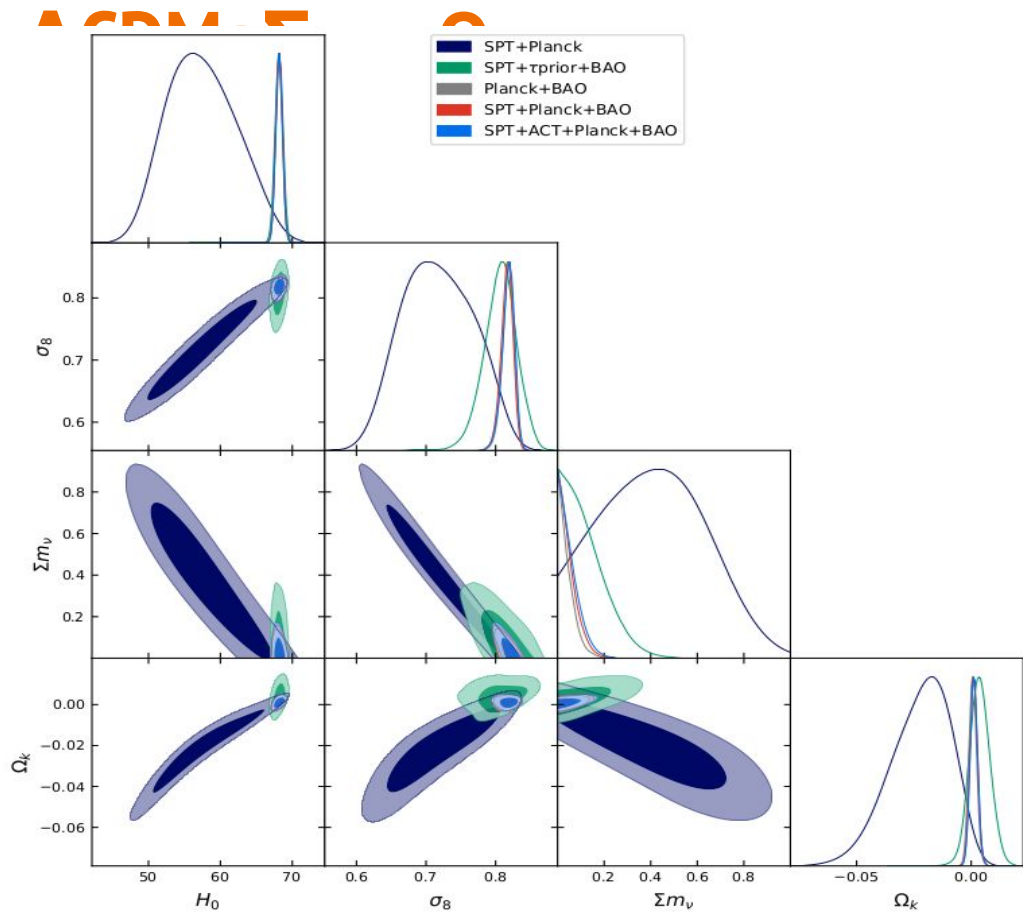 SPT+Planck
SPT+τprior+BAO
Planck+BAO
SPT+Planck+BAO
SPT+ACT+Planck+BAO
0.8
0.7
0.6
σ₈
0.8
0.6
0.4
0.2
Σmᵥ
0.00
−0.02
−0.04
−0.06
Ωₖ
50 60 70
H₀
0.6 0.7 0.8
σ₈
0.2 0.4 0.6 0.8
Σmᵥ
−0.05 0.00
Ωₖ